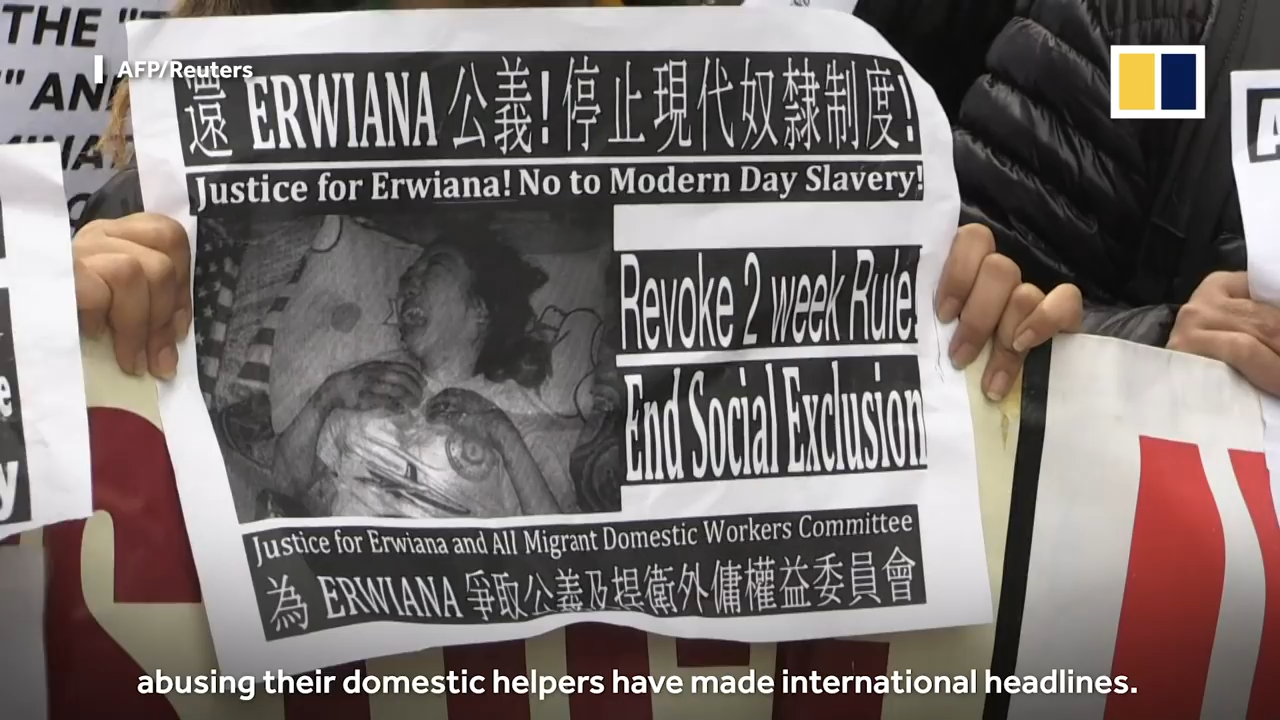 THE "
" AN
AFP/Reuters
還 ERWIANA 公義!停止現代奴隸制度!
Justice for Erwiana! No to Modern Day Slavery!
Revoke 2 week Rule!
End Social Exclusion
Justice for Erwiana and All Migrant Domestic Workers Committee
為 ERWIANA 爭取公義及捍衛外傭權益委員會
abusing their domestic helpers have made international headlines.